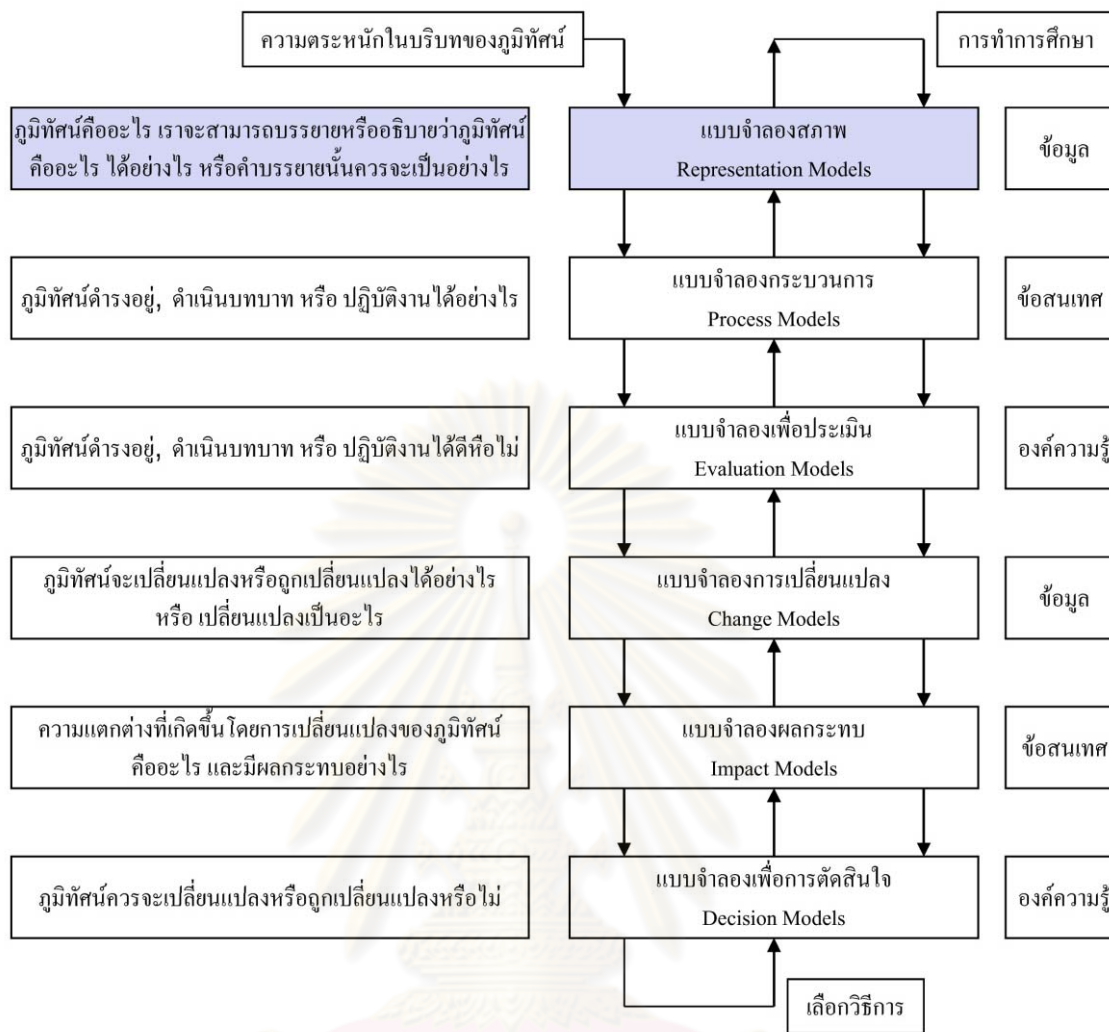 ความตระหนักในบริบทของภูมิทัศน์
การทำการศึกษา
ภูมิทัศน์คืออะไร เราจะสามารถบรรยายหรืออธิบายว่าภูมิทัศน์
คืออะไร ได้อย่างไร หรือคำบรรยายนั้นควรจะเป็นอย่างไร
แบบจำลองสภาพ
Representation Models
ข้อมูล
ภูมิทัศน์ดำรงอยู่, ดำเนินบทบาท หรือ ปฏิบัติงานได้อย่างไร
แบบจำลองกระบวนการ
Process Models
ข้อสนเทศ
ภูมิทัศน์ดำรงอยู่, ดำเนินบทบาท หรือ ปฏิบัติงานได้ดีหือไม่
แบบจำลองเพื่อประเมิน
Evaluation Models
องค์ความรู้
ภูมิทัศน์จะเปลี่ยนแปลงหรือถูกเปลี่ยนแปลงได้อย่างไร
หรือ เปลี่ยนแปลงเป็นอะไร
แบบจำลองการเปลี่ยนแปลง
Change Models
ข้อมูล
ความแตกต่างที่เกิดขึ้นโดยการเปลี่ยนแปลงของภูมิทัศน์
คืออะไร และมีผลกระทบอย่างไร
แบบจำลองผลกระทบ
Impact Models
ข้อสนเทศ
ภูมิทัศน์ควรจะเปลี่ยนแปลงหรือถูกเปลี่ยนแปลงหรือไม่
แบบจำลองเพื่อการตัดสินใจ
Decision Models
องค์ความรู้
เลือกวิธีการ